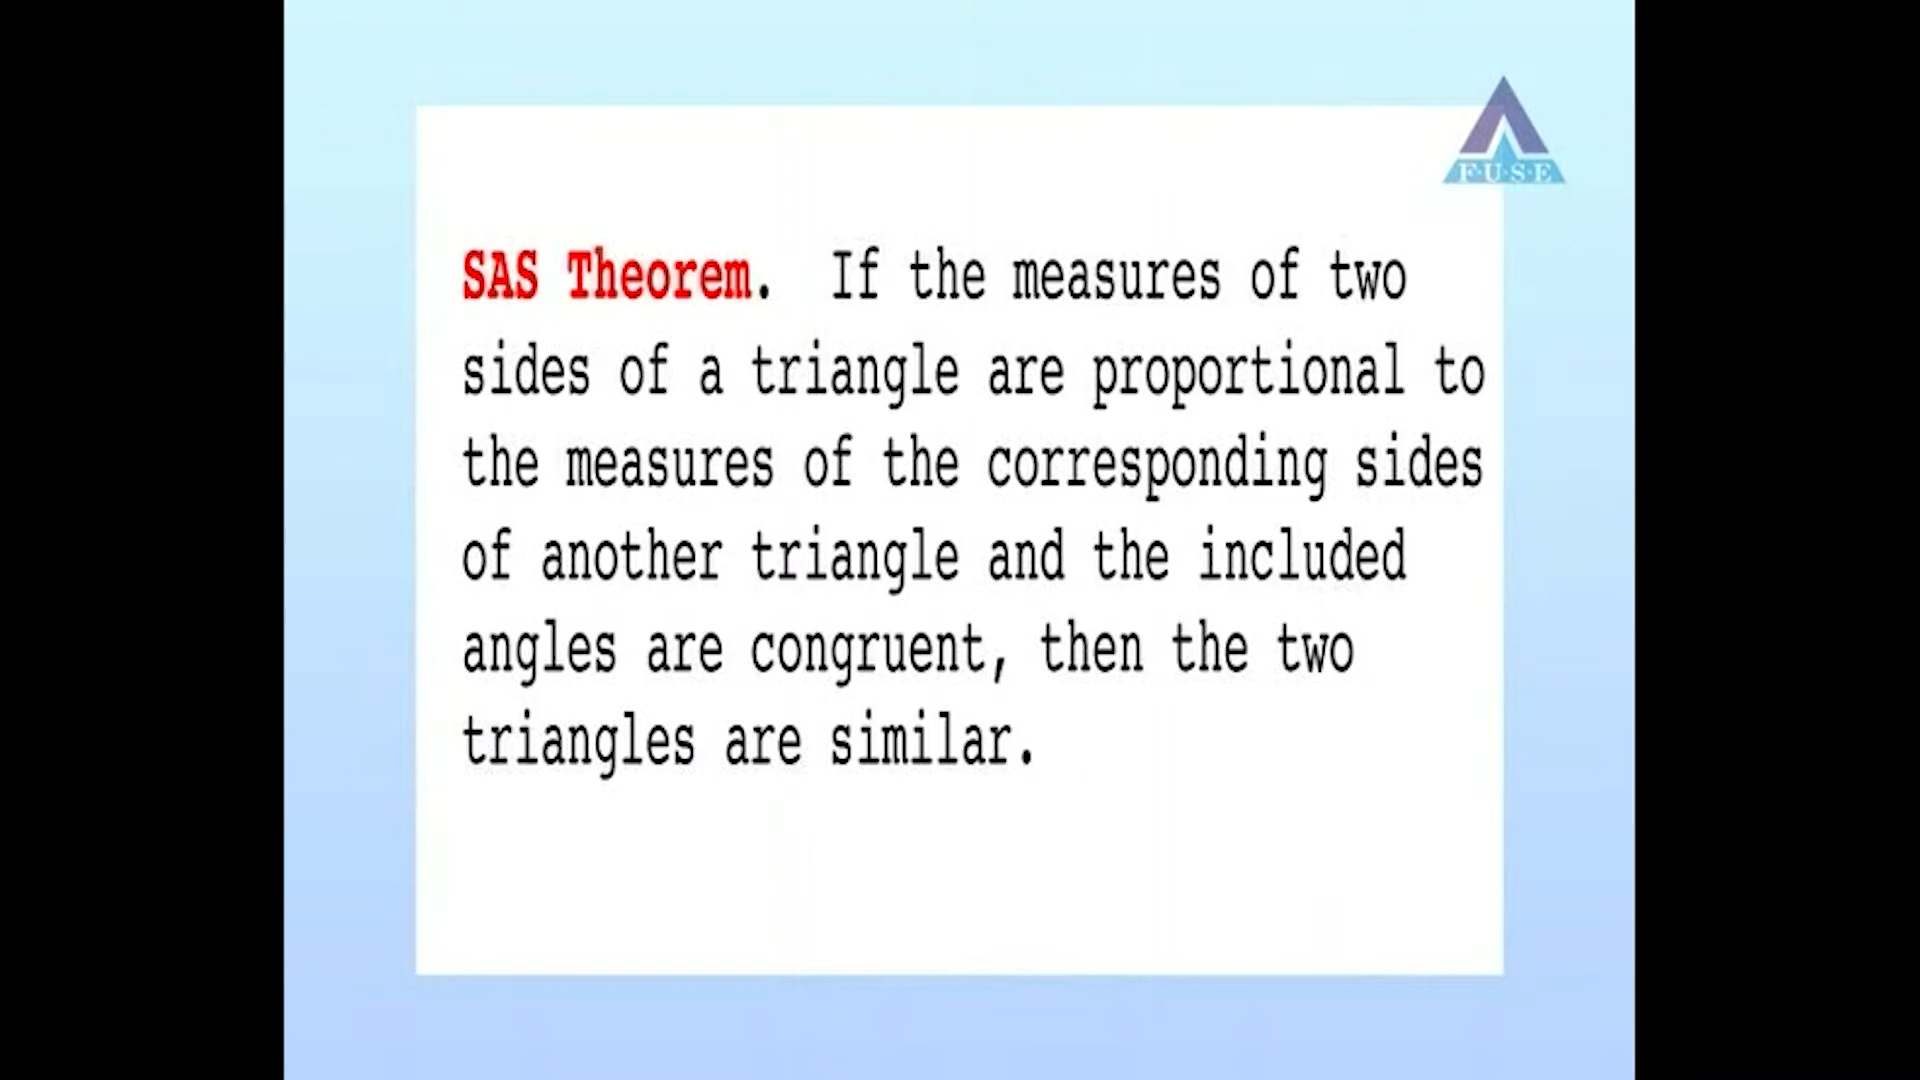 F·U·S·E
SAS Theorem. If the measures of two
sides of a triangle are proportional to
the measures of the corresponding sides
of another triangle and the included
angles are congruent, then the two
triangles are similar.